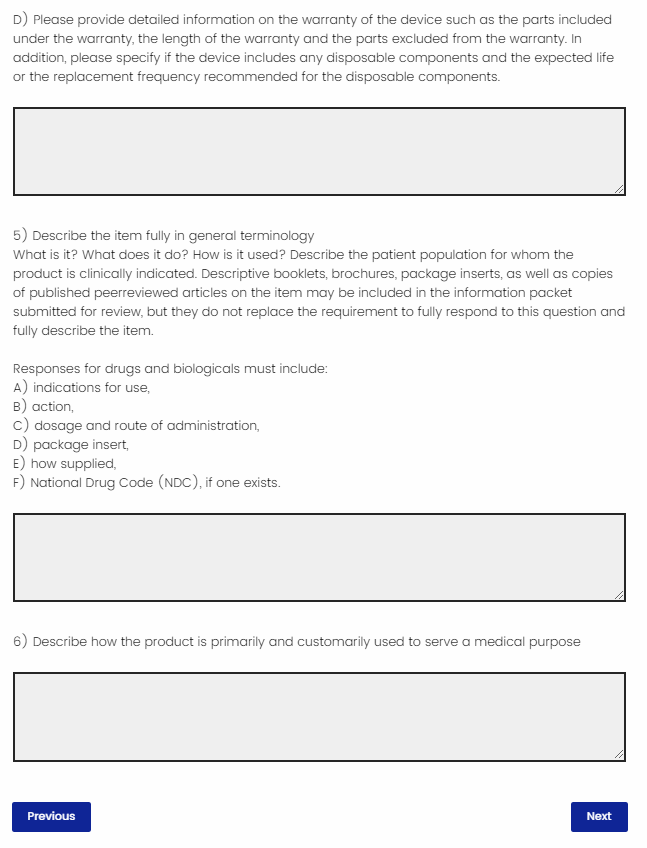 D) Please provide detailed information on the warranty of the device such as the parts included
under the warranty, the length of the warranty and the parts excluded from the warranty. In
addition, please specify if the device includes any disposable components and the expected life
or the replacement frequency recommended for the disposable components.
5) Describe the item fully in general terminology
What is it? What does it do? How is it used? Describe the patient population for whom the
product is clinically indicated. Descriptive booklets, brochures, package inserts, as well as copies
of published peerreviewed articles on the item may be included in the information packet
submitted for review, but they do not replace the requirement to fully respond to this question and
fully describe the item.
Responses for drugs and biologicals must include:
A) indications for use,
B) action,
C) dosage and route of administration,
D) package insert,
E) how supplied,
F) National Drug Code (NDC), if one exists.
6) Describe how the product is primarily and customarily used to serve a medical purpose
Previous
Next